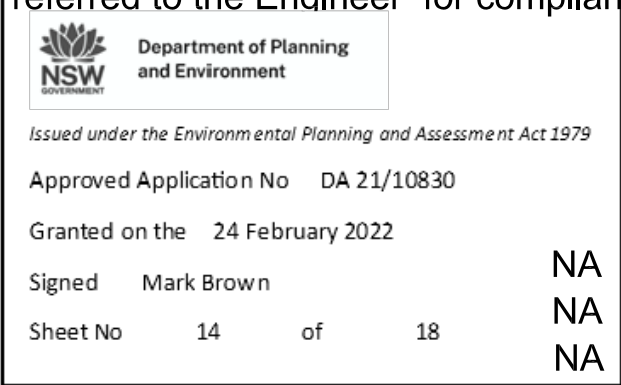 referred to the Engineer for complian
NSW
GOVERNMENT
Department of Planning
and Environment
Issued under the Environmental Planning and Assessment Act 1979
Approved Application No DA 21/10830
Granted on the 24 February 2022
Signed Mark Brown
Sheet No 14 of 18
NA
NA
NA